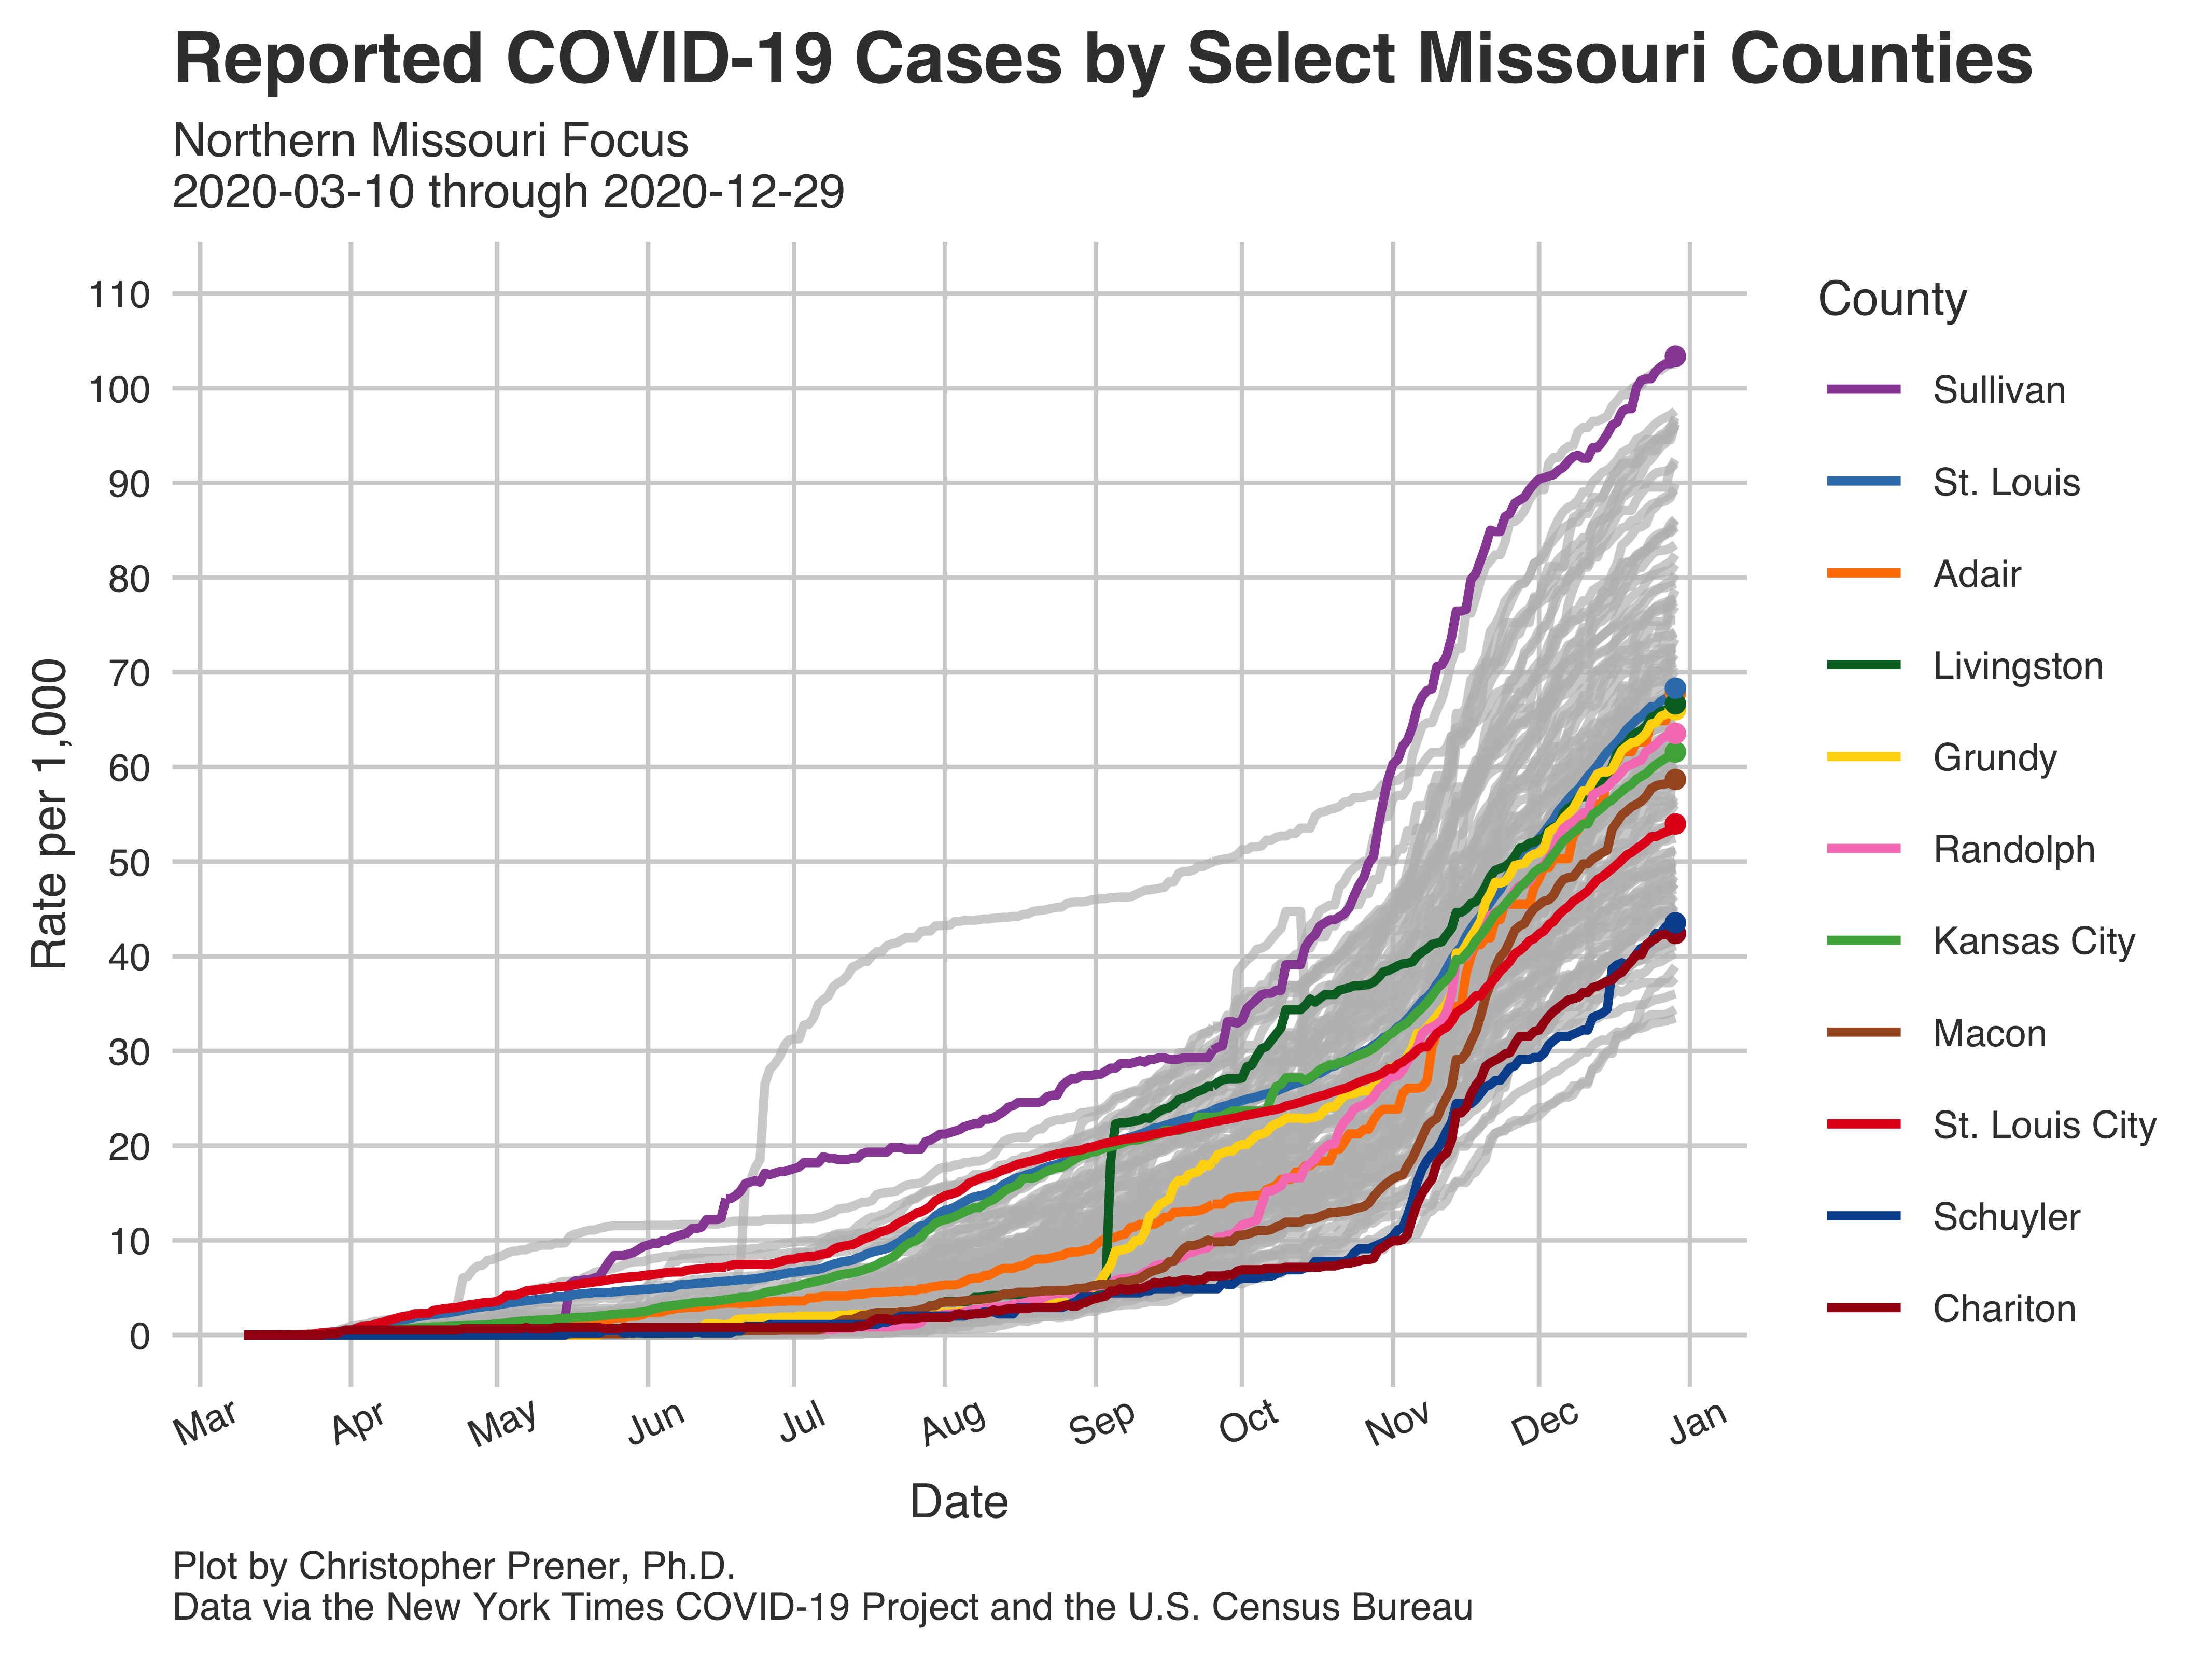 Reported COVID-19 Cases by Select Missouri Counties
Northern Missouri Focus
2020-03-10 through 2020-12-29
Rate per 1,000
110
100
90
80
70
60
50
40
30
20
10
0
Mar
Apr
May
Jun
Jul
Aug
Sep
Oct
Nov
Dec
Jan
Date
County
Sullivan
St. Louis
Adair
Livingston
Grundy
Randolph
Kansas City
Macon
St. Louis City
Schuyler
Chariton
Plot by Christopher Prener, Ph.D.
Data via the New York Times COVID-19 Project and the U.S. Census Bureau